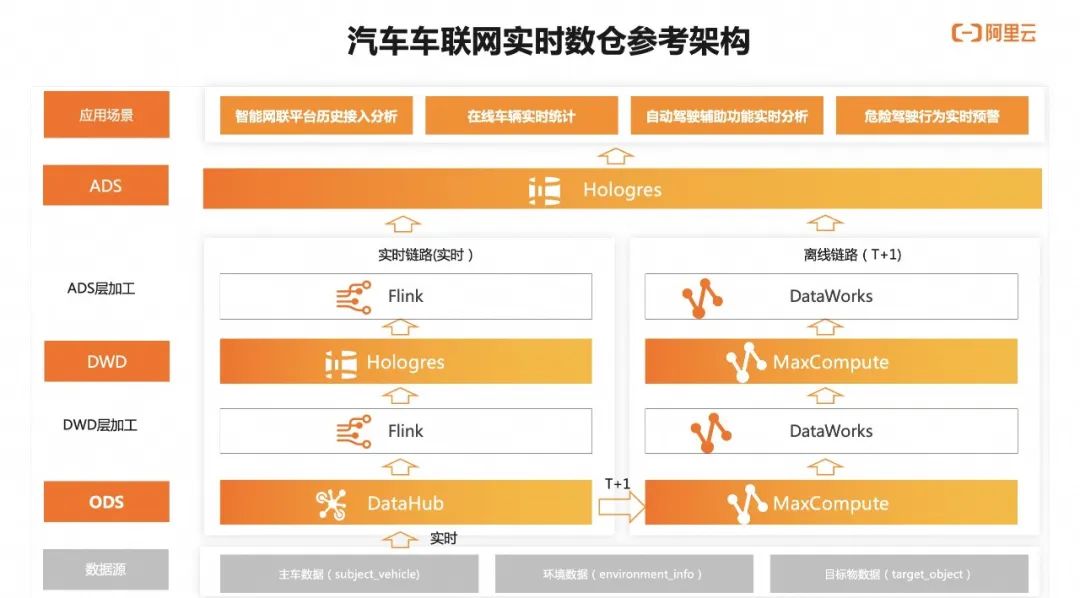 汽车车联网实时数仓参考架构
阿里云
应用场景
智能网联平台历史接入分析
在线车辆实时统计
自动驾驶辅助功能实时分析
危险驾驶行为实时预警
ADS
Hologres
实时链路(实时）
离线链路（T+1)
ADS层加工
Flink
DataWorks
DWD
Hologres
MaxCompute
DWD层加工
Flink
DataWorks
T+1
ODS
DataHub
MaxCompute
实时
数据源
主车数据（subject_vehicle)
环境数据（environment_info）
目标物数据（target_object）